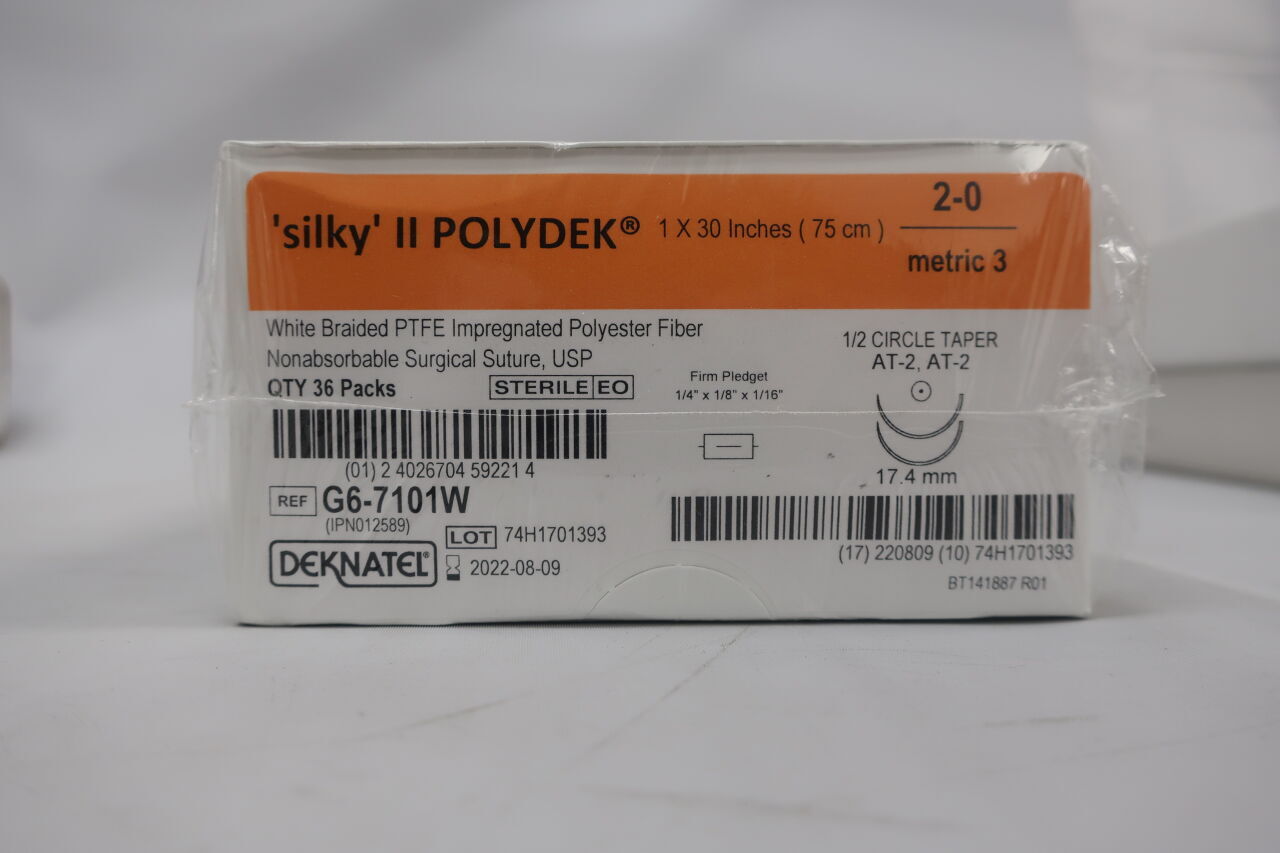 'silky' II POLYDEK® 1 X 30 Inches ( 75 cm )
2-0
metric 3
White Braided PTFE Impregnated Polyester Fiber
Nonabsorbable Surgical Suture, USP
QTY 36 Packs
STERILE EO
Firm Pledget
1/4" x 1/8" x 1/16"
1/2 CIRCLE TAPER
AT-2, AT-2
17.4 mm
(01) 2 4026704 59221 4
REF G6-7101W
(IPN012589)
LOT 74H1701393
DEKNATEL®
2022-08-09
(17) 220809 (10) 74H1701393
BT141887 R01